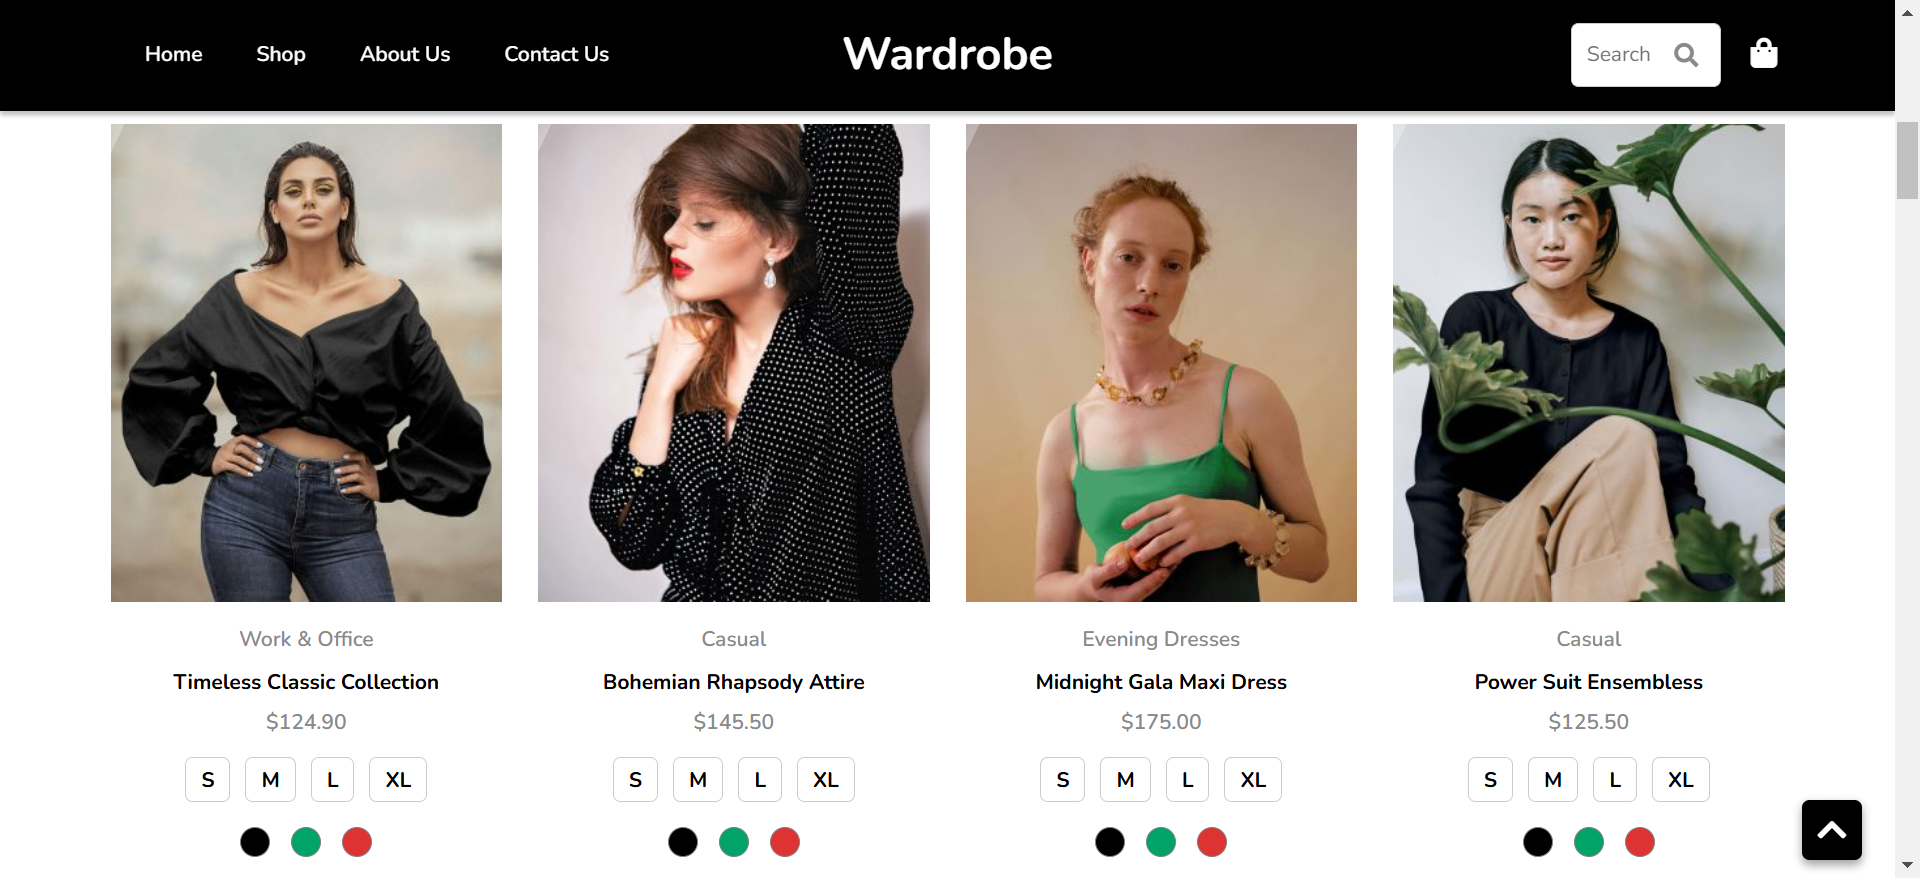 Home Shop About Us Contact Us Wardrobe Search
Work & Office
Timeless Classic Collection
$124.90
S M L XL
Casual
Bohemian Rhapsody Attire
$145.50
S M L XL
Evening Dresses
Midnight Gala Maxi Dress
$175.00
S M L XL
Casual
Power Suit Ensembless
$125.50
S M L XL